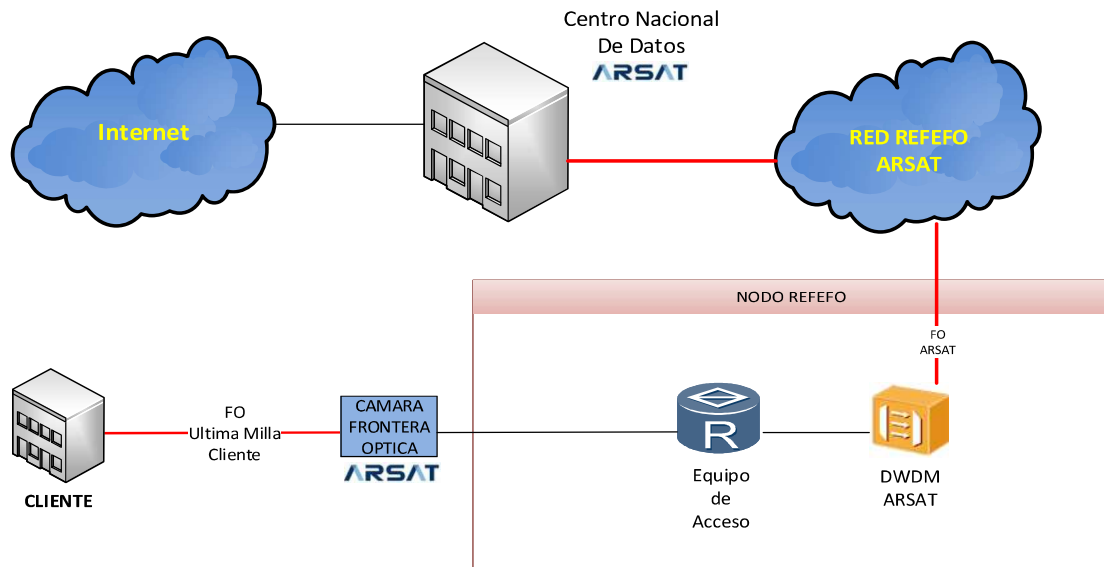 Centro Nacional
De Datos
ARSAT
Internet
RED REFEFO
ARSAT
NODO REFEFO
FO
ARSAT
FO
Ultima Milla
Cliente
CAMARA
FRONTERA
OPTICA
ARSAT
R
CLIENTE
Equipo
de
Acceso
DWDM
ARSAT